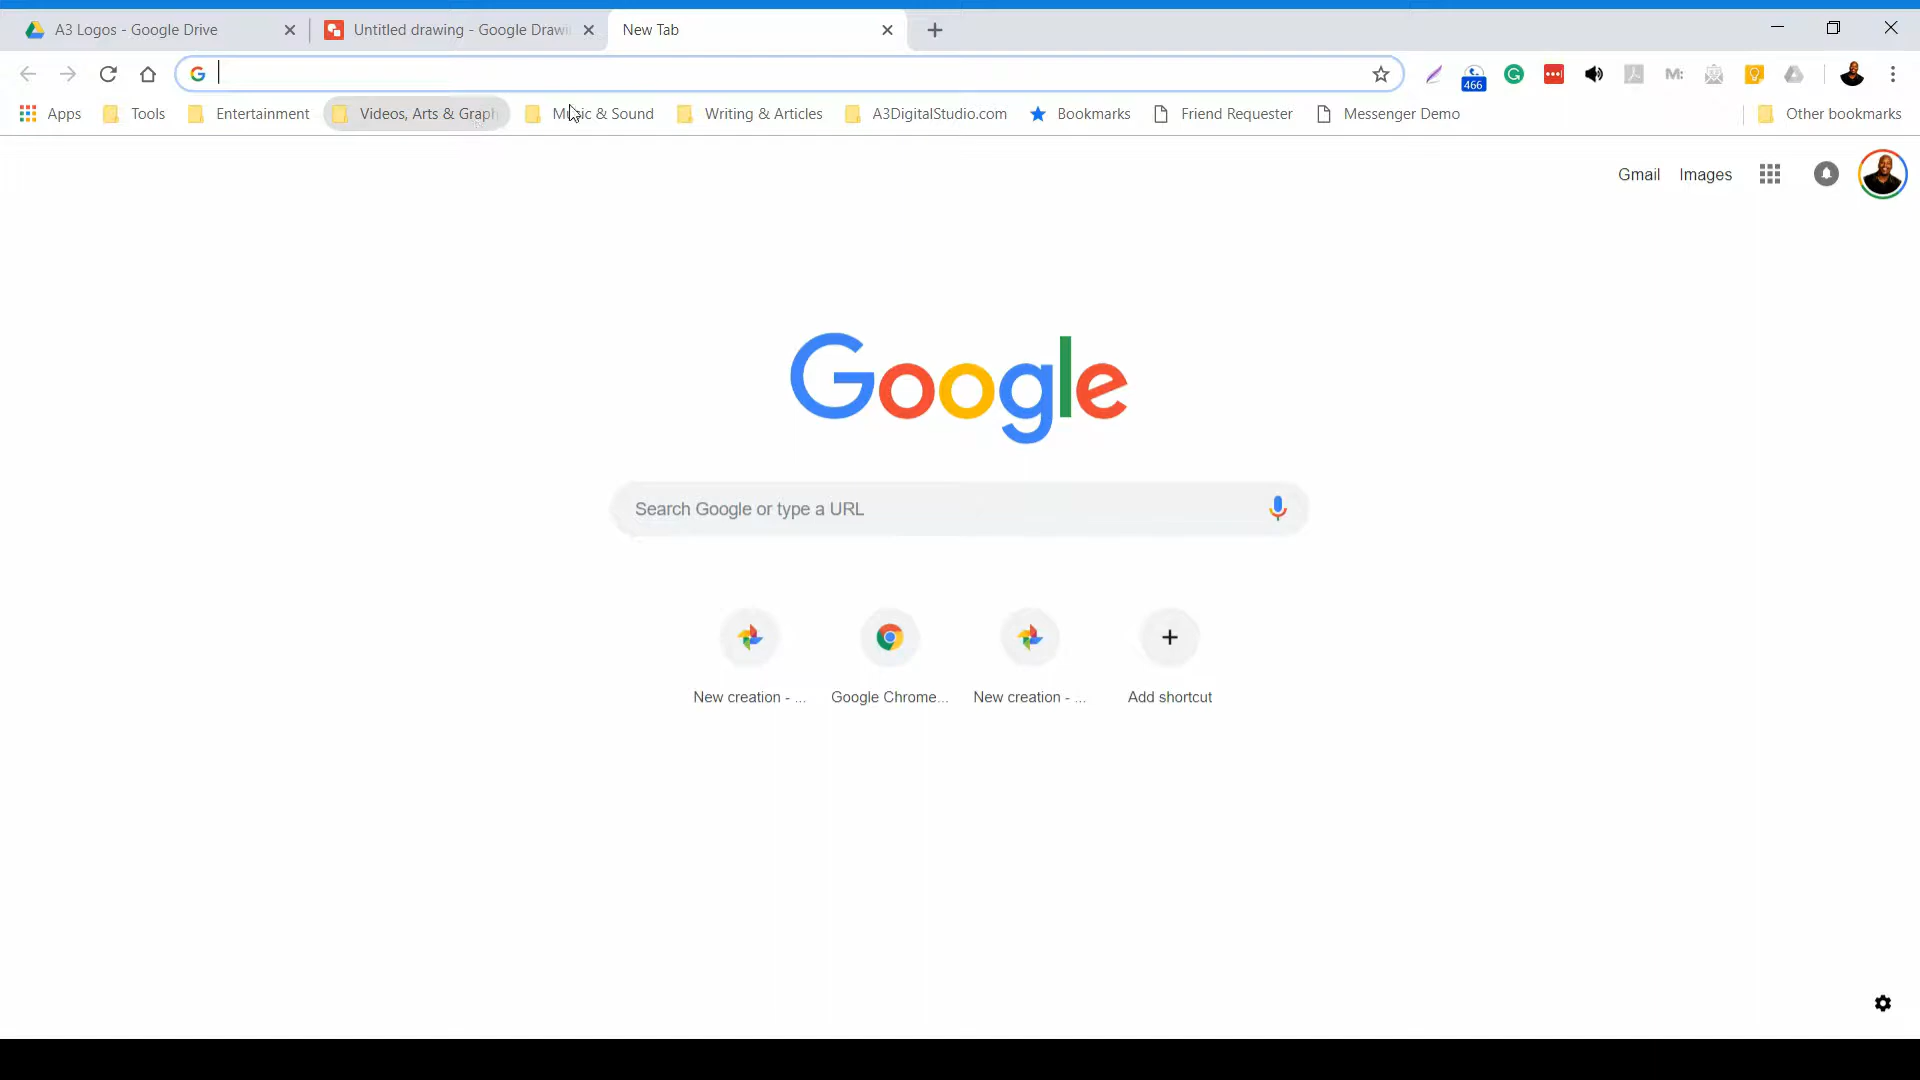 A3 Logos - Google Drive
Untitled drawing - Google Drawi
New Tab
466
M:
Apps
Tools
Entertainment
Videos, Arts & Graph
Music & Sound
Writing & Articles
A3DigitalStudio.com
Bookmarks
Friend Requester
Messenger Demo
Other bookmarks
Gmail
Images
Google
Search Google or type a URL
New creation - ...
Google Chrome...
New creation - ...
Add shortcut